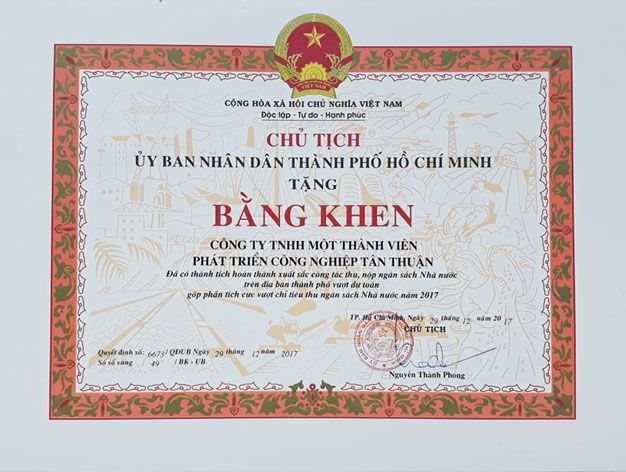 VIỆT NAM
CỘNG HÒA XÃ HỘI CHỦ NGHĨA VIỆT NAM
Độc lập - Tự do - Hạnh phúc
CHỦ TỊCH
ỦY BAN NHÂN DÂN THÀNH PHỐ HỒ CHÍ MINH
TẶNG
BẰNG KHEN
CÔNG TY TNHH MỘT THÀNH VIÊN
PHÁT TRIỂN CÔNG NGHIỆP TÂN THUẬN
Đã có thành tích hoàn thành xuất sắc công tác thu, nộp ngân sách Nhà nước
trên địa bàn thành phố vượt dự toán
góp phần tích cực vượt chỉ tiêu thu ngân sách Nhà nước năm 2017
TP. Hồ Chí Minh, Ngày 29 tháng 12 năm 2017
CHỦ TỊCH
Quyết định số: 6673/ QĐUB Ngày 29 tháng 12 năm 2017
Số sổ vàng: 49 / BK - UB
Nguyễn Thành Phong